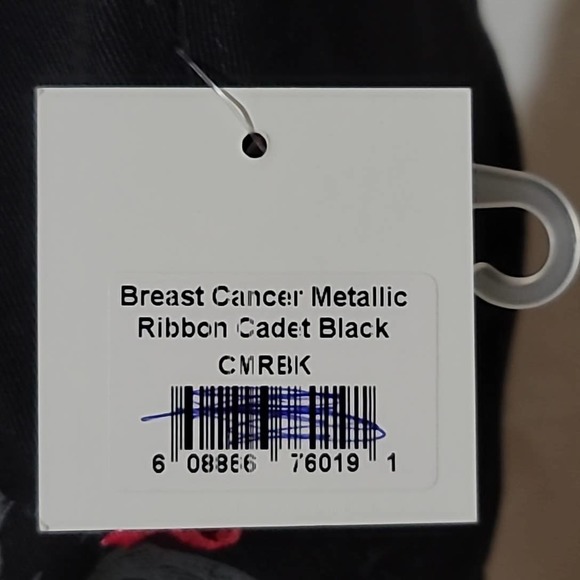 Breast Cancer Metallic
Ribbon Cadet Black
CMRBK
6 08866 76019 1